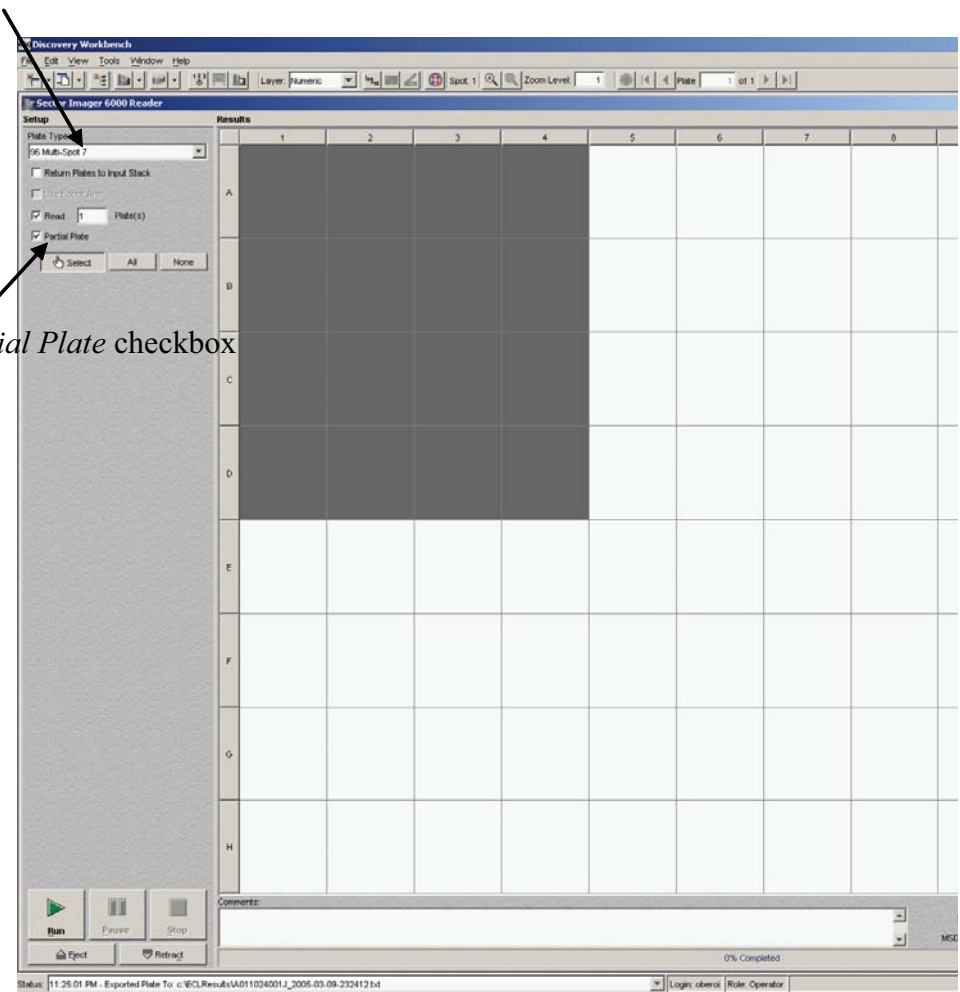 Discovery Workbench
File Edit View Tools Window Help
Layer: Numeric Spot: 1 Zoom Level: 1 Plate 1 of 1
Sector Imager 6000 Reader
Setup Results
Plate Type
96 Multi-Spot 7
Return Plates to Input Stack
Use Robot Arm
Read 1 Plate(s)
Partial Plate
Select All None
ial Plate checkbox
1 2 3 4 5 6 7 8
A
B
C
D
E
F
G
H
Comments:
Run Pause Stop
Eject Retract
MSD
0% Completed
Status: 11:25:01 PM - Exported Plate To: c:\ECLResults\A011024001J_2005-03-09-232412.txt Login: oberoi Role: Operator